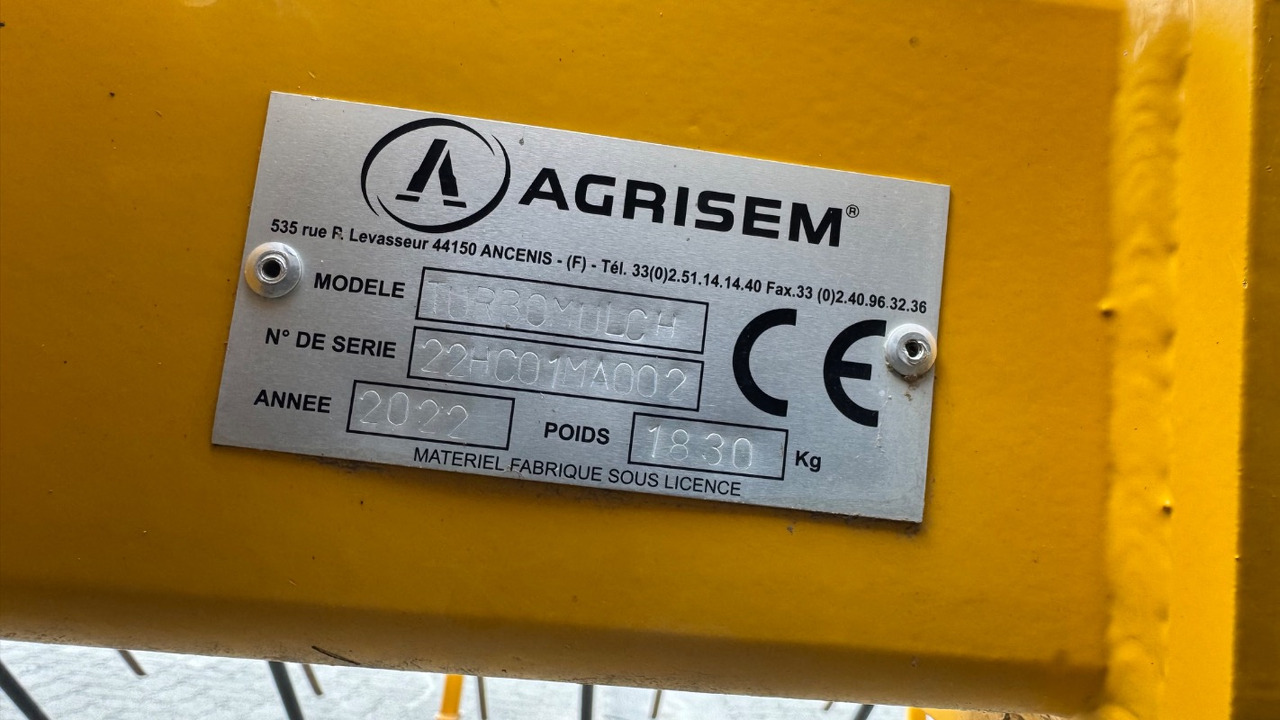 AGRISEM®
535 rue P. Levasseur 44150 ANCENIS - (F) - Tél. 33(0)2.51.14.14.40 Fax.33 (0)2.40.96.32.36
MODELE TURBOMULCH
N° DE SERIE 22HC01MA002
CE
ANNEE 2022 POIDS 1830 Kg
MATERIEL FABRIQUE SOUS LICENCE